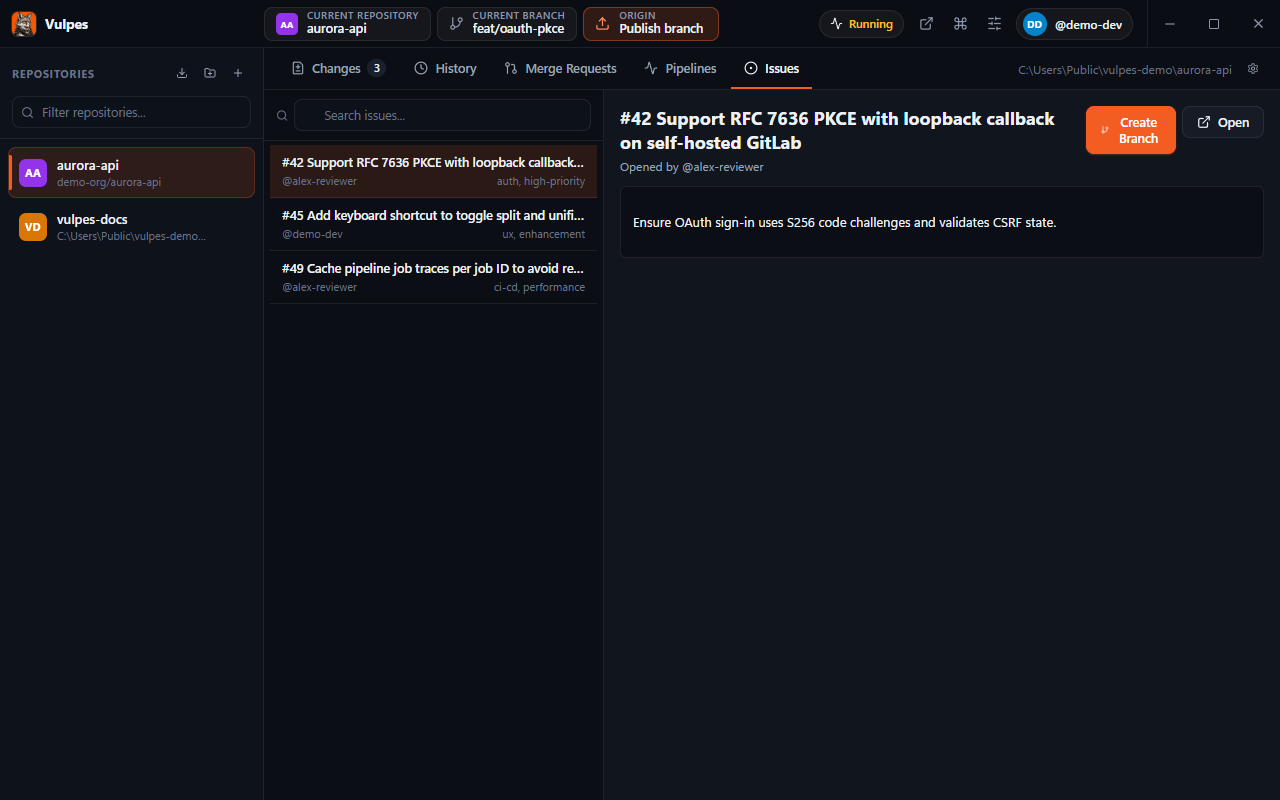 Vulpes
AA
CURRENT REPOSITORY
aurora-api
CURRENT BRANCH
feat/oauth-pkce
ORIGIN
Publish branch
Running
DD
@demo-dev
REPOSITORIES
Filter repositories...
AA
aurora-api
demo-org/aurora-api
VD
vulpes-docs
C:\Users\Public\vulpes-demo...
Changes 3
History
Merge Requests
Pipelines
Issues
C:\Users\Public\vulpes-demo\aurora-api
Search issues...
#42 Support RFC 7636 PKCE with loopback callback...
@alex-reviewer
auth, high-priority
#45 Add keyboard shortcut to toggle split and unifi...
@demo-dev
ux, enhancement
#49 Cache pipeline job traces per job ID to avoid re...
@alex-reviewer
ci-cd, performance
#42 Support RFC 7636 PKCE with loopback callback
on self-hosted GitLab
Opened by @alex-reviewer
Create
Branch
Open
Ensure OAuth sign-in uses S256 code challenges and validates CSRF state.